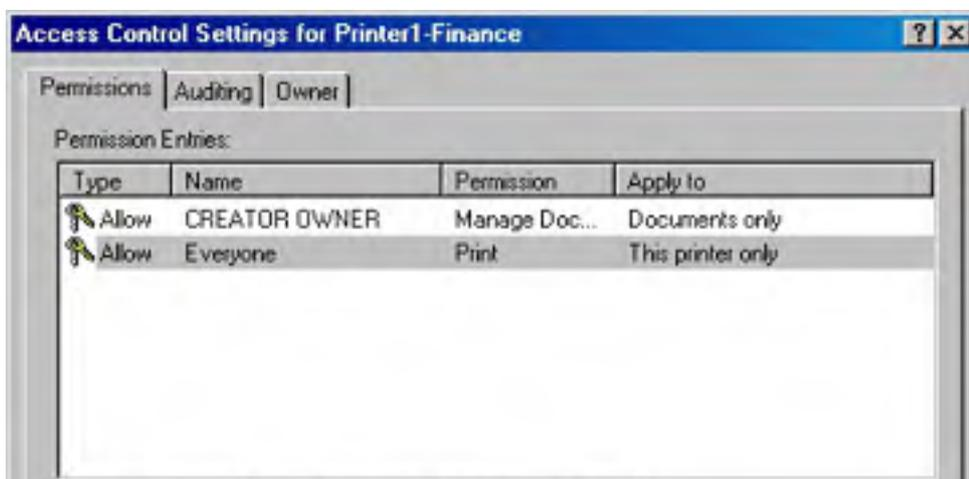 Access Control Settings for Printer1-Finance
Permissions Auditing Owner
Permission Entries:
Type Name Permission Apply to
Allow CREATOR OWNER Manage Doc... Documents only
Allow Everyone Print This printer only